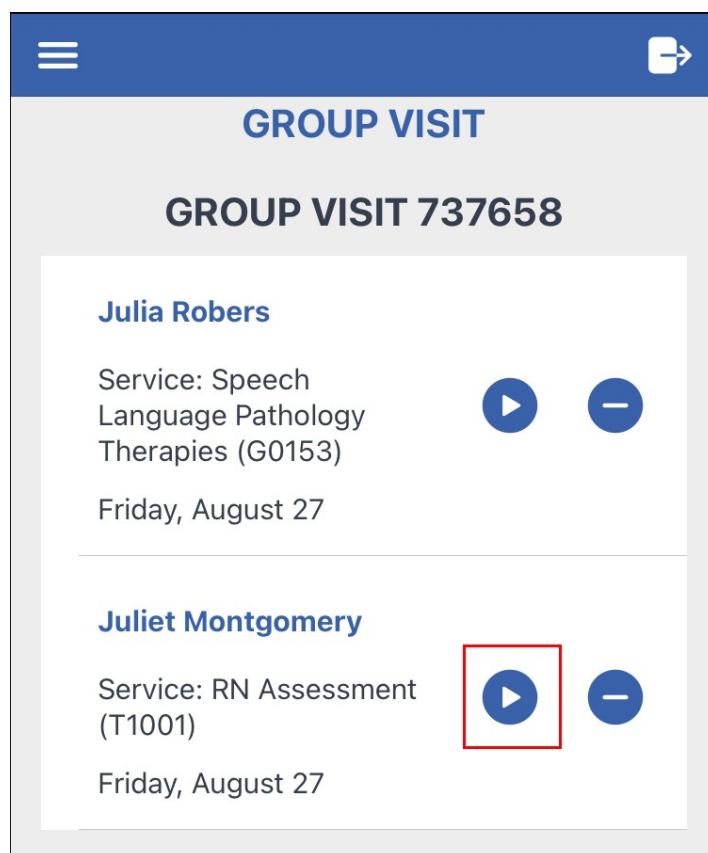 GROUP VISIT
GROUP VISIT 737658
Julia Robers
Service: Speech
Language Pathology
Therapies (G0153)
Friday, August 27
Juliet Montgomery
Service: RN Assessment
(T1001)
Friday, August 27